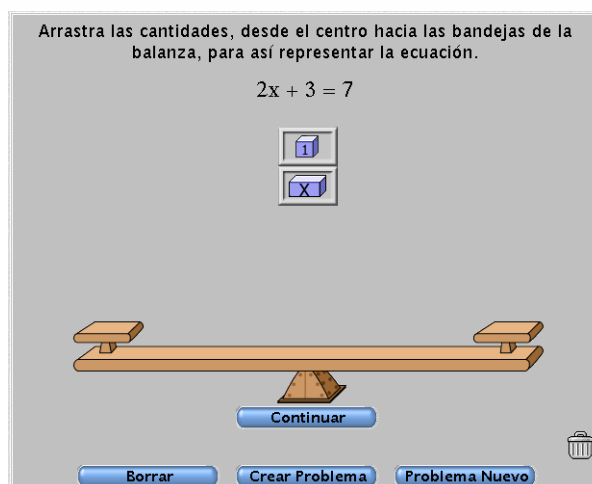 Arrastra las cantidades, desde el centro hacia las bandejas de la
balanza, para así representar la ecuación.
2x + 3 = 7
1
X
Continuar
Borrar
Crear Problema
Problema Nuevo